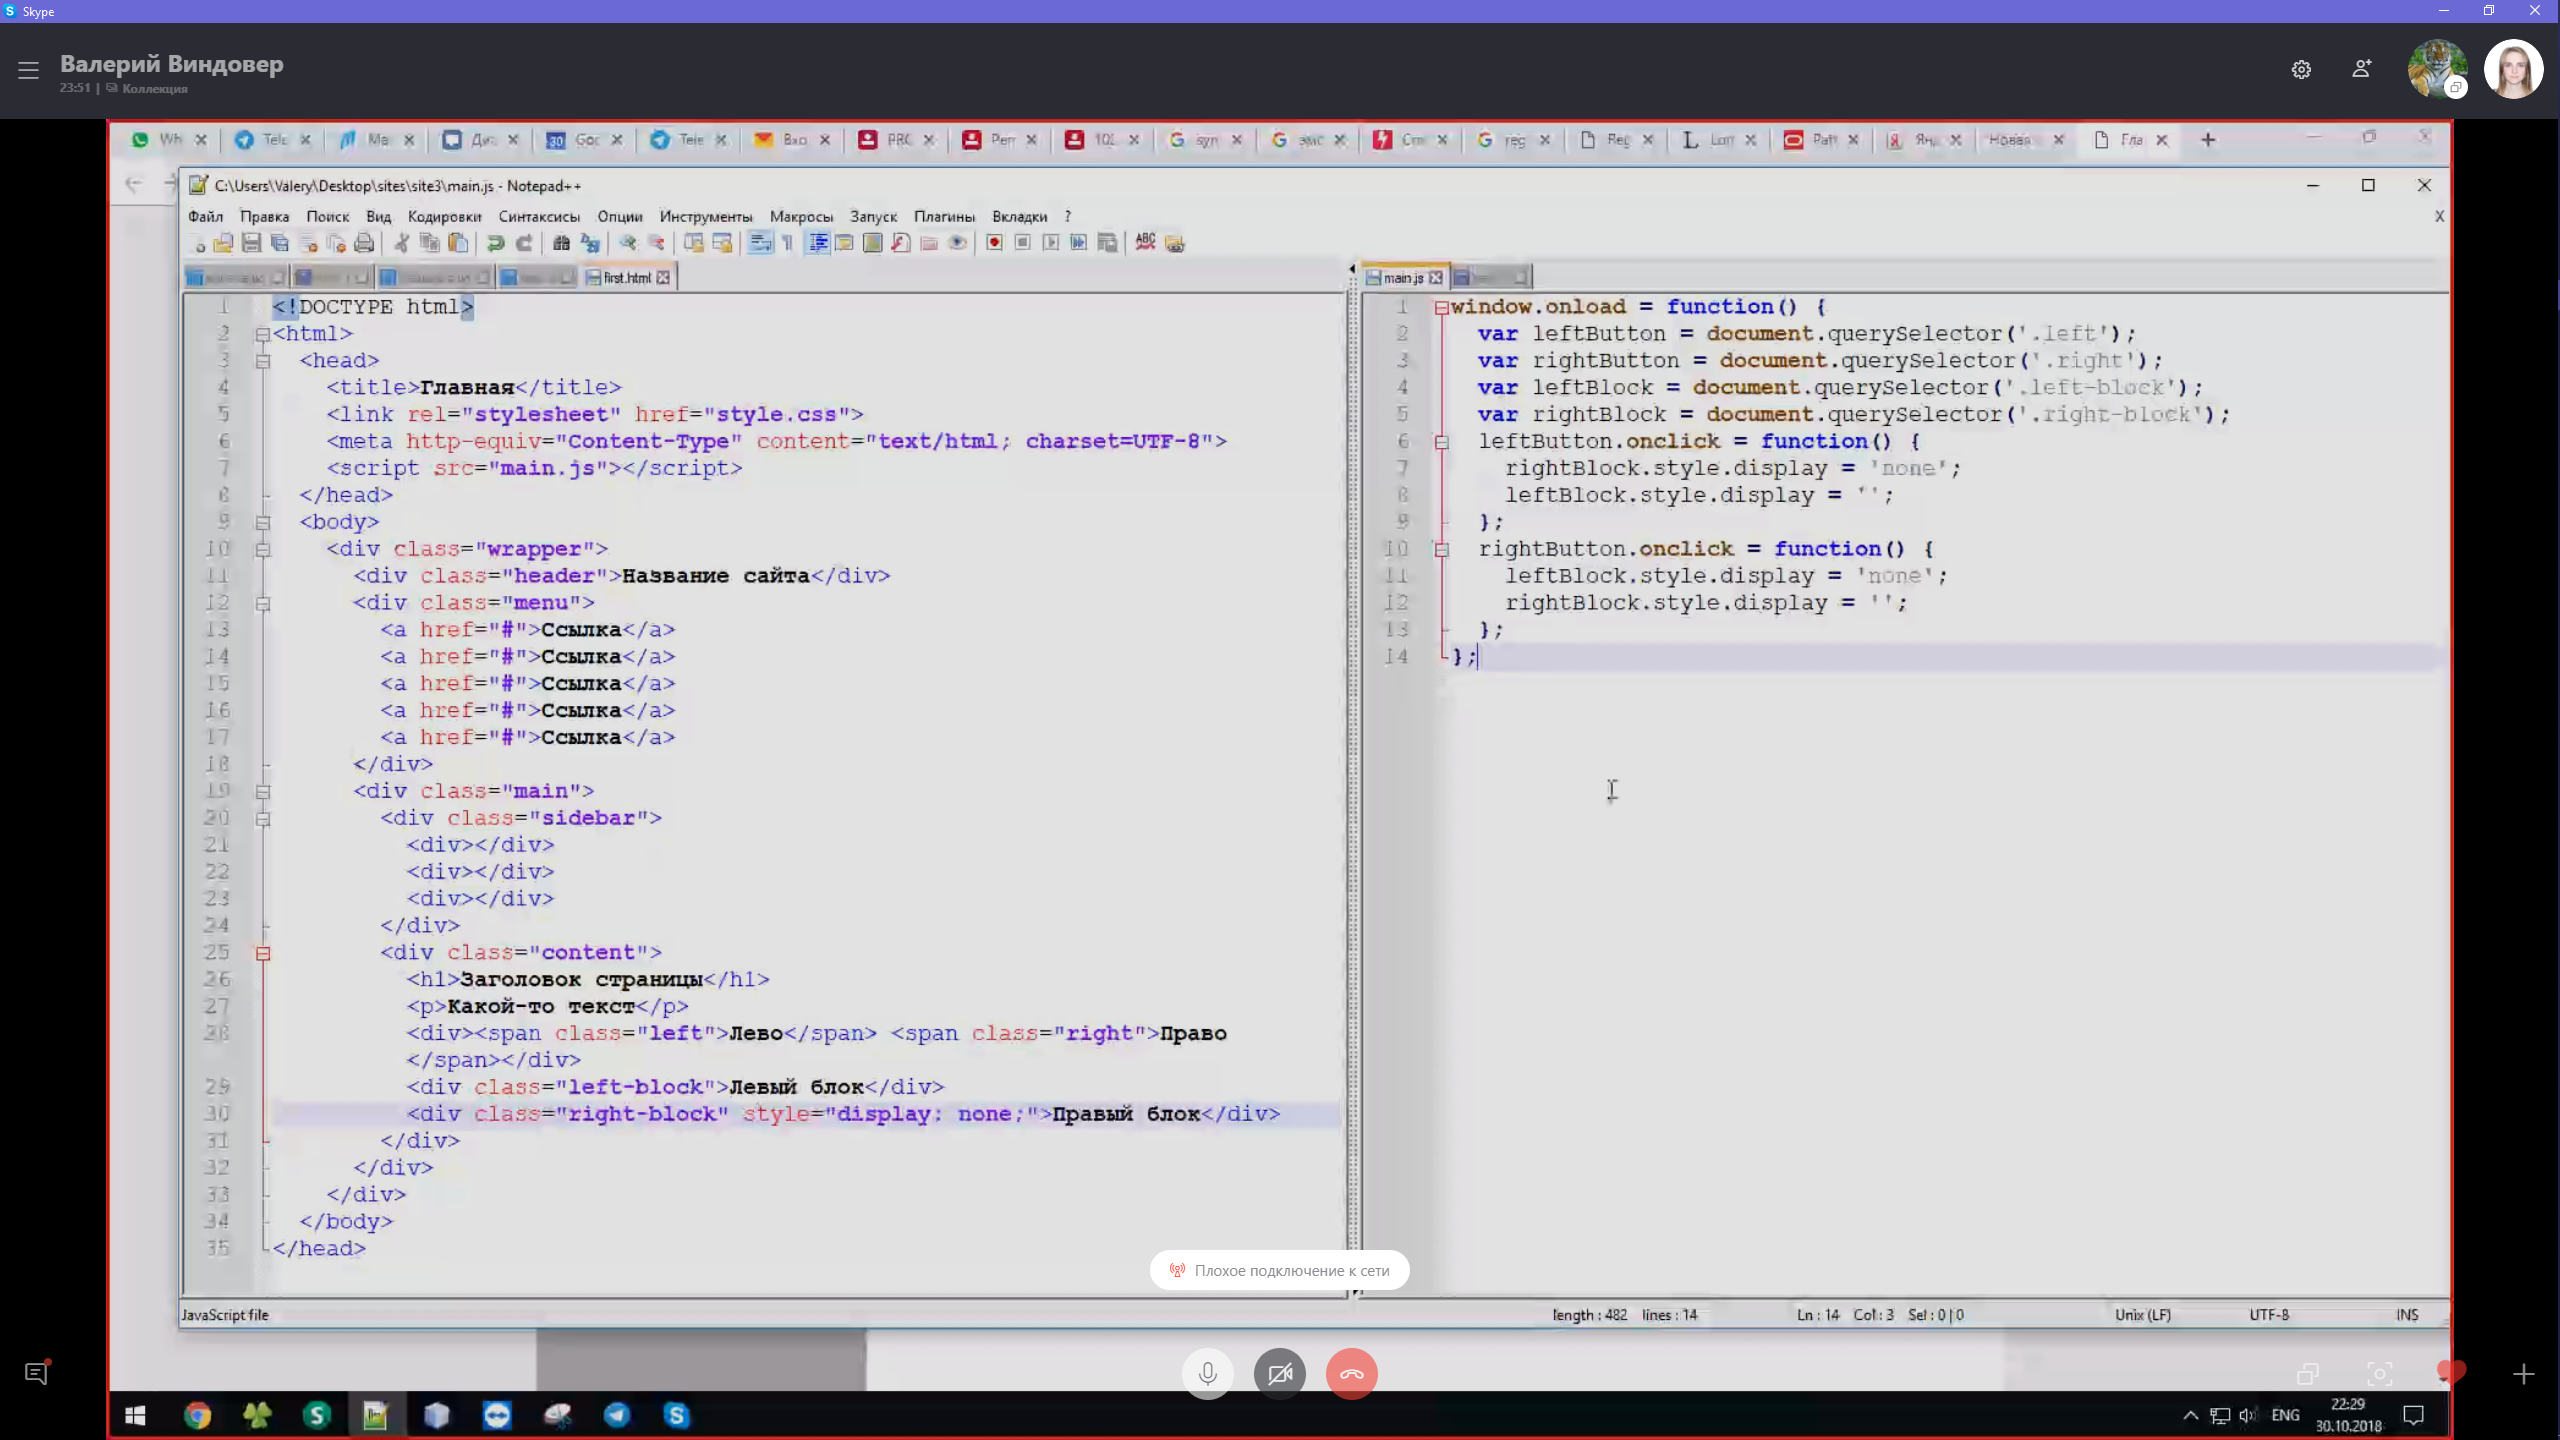 Skype
Валерий Виндовер
23:51 | Коллекция
Wh Tele Ma Ди Goo Tele Вхо PRO Реп 102 syn эмс Спи reg Reg Lorr Patt Янд Новая Гла
C:\Users\Valery\Desktop\sites\site3\main.js - Notepad++
Файл Правка Поиск Вид Кодировки Синтаксисы Опции Инструменты Макросы Запуск Плагины Вкладки ? X
first.html
main.js
1 <!DOCTYPE html>
2 <html>
3 <head>
4 <title>Главная</title>
5 <link rel="stylesheet" href="style.css">
6 <meta http-equiv="Content-Type" content="text/html; charset=UTF-8">
7 <script src="main.js"></script>
8 </head>
9 <body>
10 <div class="wrapper">
11 <div class="header">Название сайта</div>
12 <div class="menu">
13 <a href="#">Ссылка</a>
14 <a href="#">Ссылка</a>
15 <a href="#">Ссылка</a>
16 <a href="#">Ссылка</a>
17 <a href="#">Ссылка</a>
18 </div>
19 <div class="main">
20 <div class="sidebar">
21 <div></div>
22 <div></div>
23 <div></div>
24 </div>
25 <div class="content">
26 <h1>Заголовок страницы</h1>
27 <p>Какой-то текст</p>
28 <div><span class="left">Лево</span> <span class="right">Право
</span></div>
29 <div class="left-block">Левый блок</div>
30 <div class="right-block" style="display: none;">Правый блок</div>
31 </div>
32 </div>
33 </div>
34 </body>
35 </head>
1 window.onload = function() {
2 var leftButton = document.querySelector('.left');
3 var rightButton = document.querySelector('.right');
4 var leftBlock = document.querySelector('.left-block');
5 var rightBlock = document.querySelector('.right-block');
6 leftButton.onclick = function() {
7 rightBlock.style.display = 'none';
8 leftBlock.style.display = '';
9 };
10 rightButton.onclick = function() {
11 leftBlock.style.display = 'none';
12 rightBlock.style.display = '';
13 };
14 };
Плохое подключение к сети
JavaScript file length : 482 lines : 14 Ln : 14 Col : 3 Sel : 0 | 0 Unix (LF) UTF-8 INS
ENG
22:29
30.10.2018